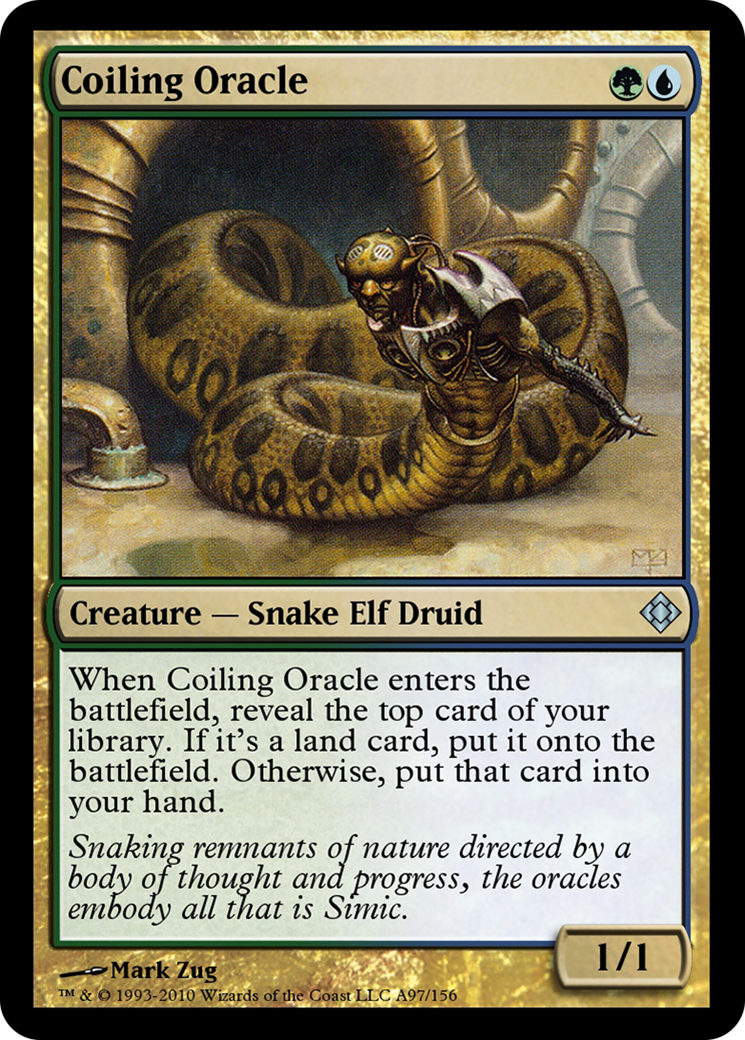 Coiling Oracle
Creature — Snake Elf Druid
When Coiling Oracle enters the
battlefield, reveal the top card of your
library. If it's a land card, put it onto the
battlefield. Otherwise, put that card into
your hand.
Snaking remnants of nature directed by a
body of thought and progress, the oracles
embody all that is Simic.
1/1
Mark Zug
™ & © 1993-2010 Wizards of the Coast LLC A97/156